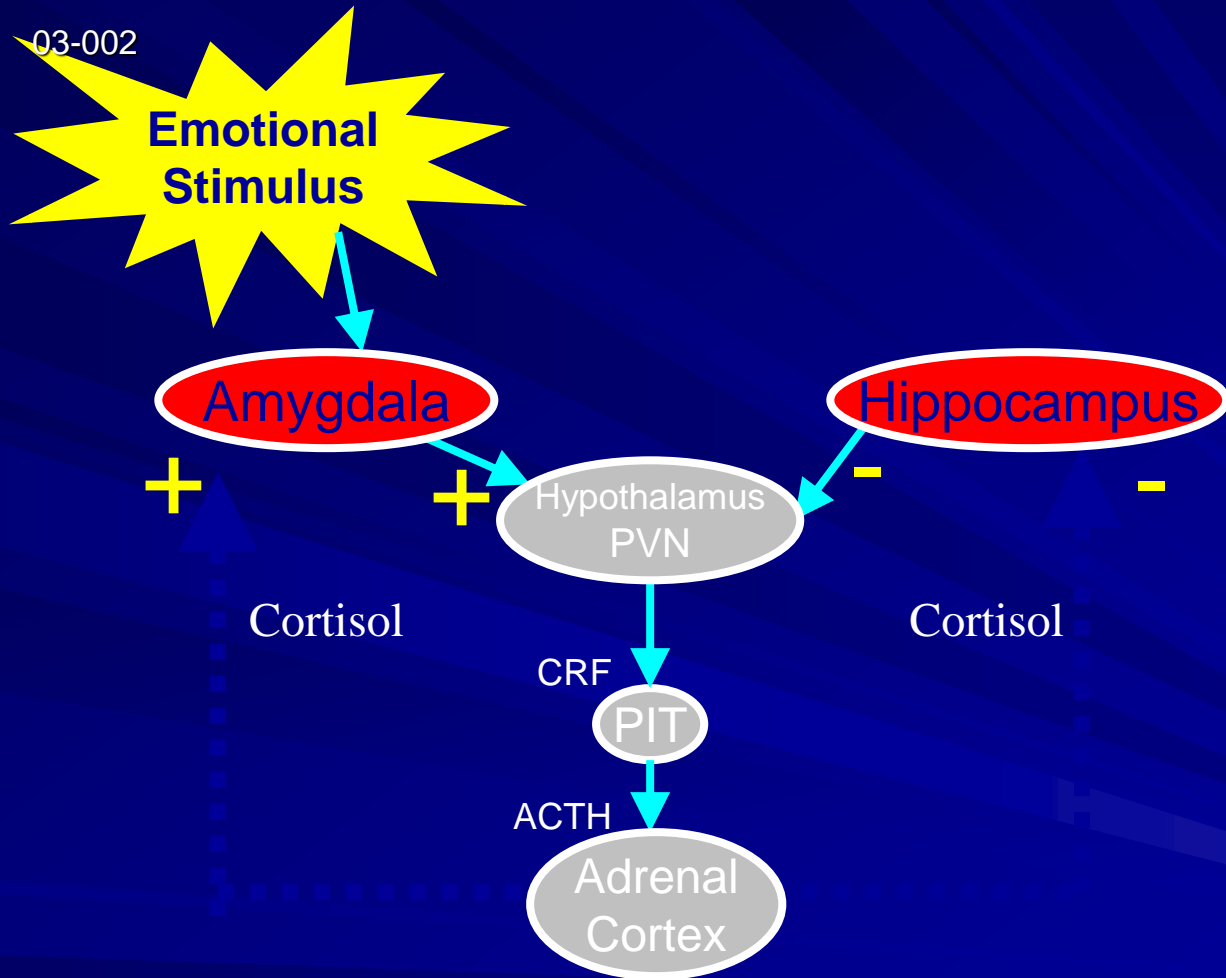 03-002
Emotional
Stimulus
Amygdala
Hippocampus
+
+
-
-
Hypothalamus
PVN
Cortisol
Cortisol
CRF
PIT
ACTH
Adrenal
Cortex